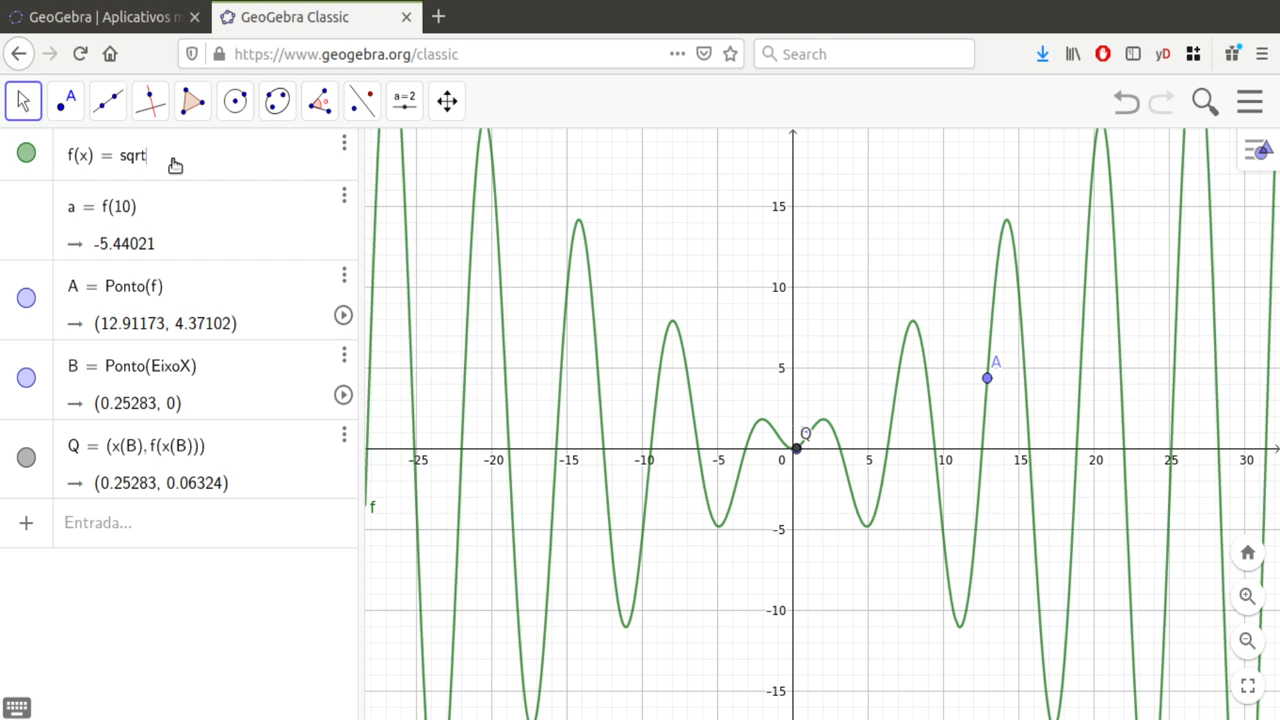 GeoGebra | Aplicativos m
GeoGebra Classic
https://www.geogebra.org/classic
Search
yD
A
a=2
f(x) = sqrt
a = f(10)
→ -5.44021
A = Ponto(f)
→ (12.91173, 4.37102)
B = Ponto(EixoX)
→ (0.25283, 0)
Q = (x(B), f(x(B)))
→ (0.25283, 0.06324)
+ Entrada...
15
10
5
-5
-10
-15
-25 -20 -15 -10 -5 0 5 10 15 20 25 30
A
Q
f